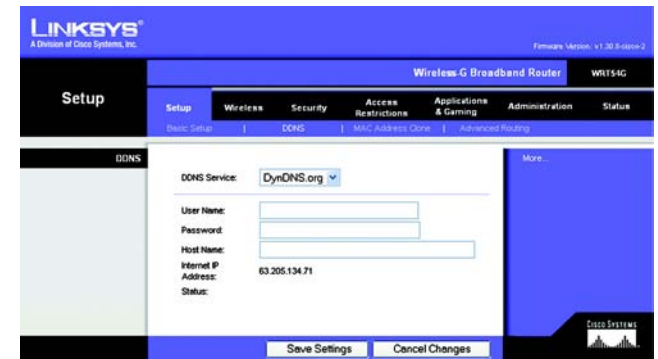 LINKSYS®
A Division of Cisco Systems, Inc.
Firmware Version: v1.30.5-cisco-2
Wireless-G Broadband Router WRT54G
Setup
Setup Wireless Security Access Restrictions Applications & Gaming Administration Status
Basic Setup | DDNS | MAC Address Clone | Advanced Routing
DDNS
More...
DDNS Service: DynDNS.org
User Name:
Password:
Host Name:
Internet IP Address: 63.205.134.71
Status:
Save Settings Cancel Changes
CISCO SYSTEMS